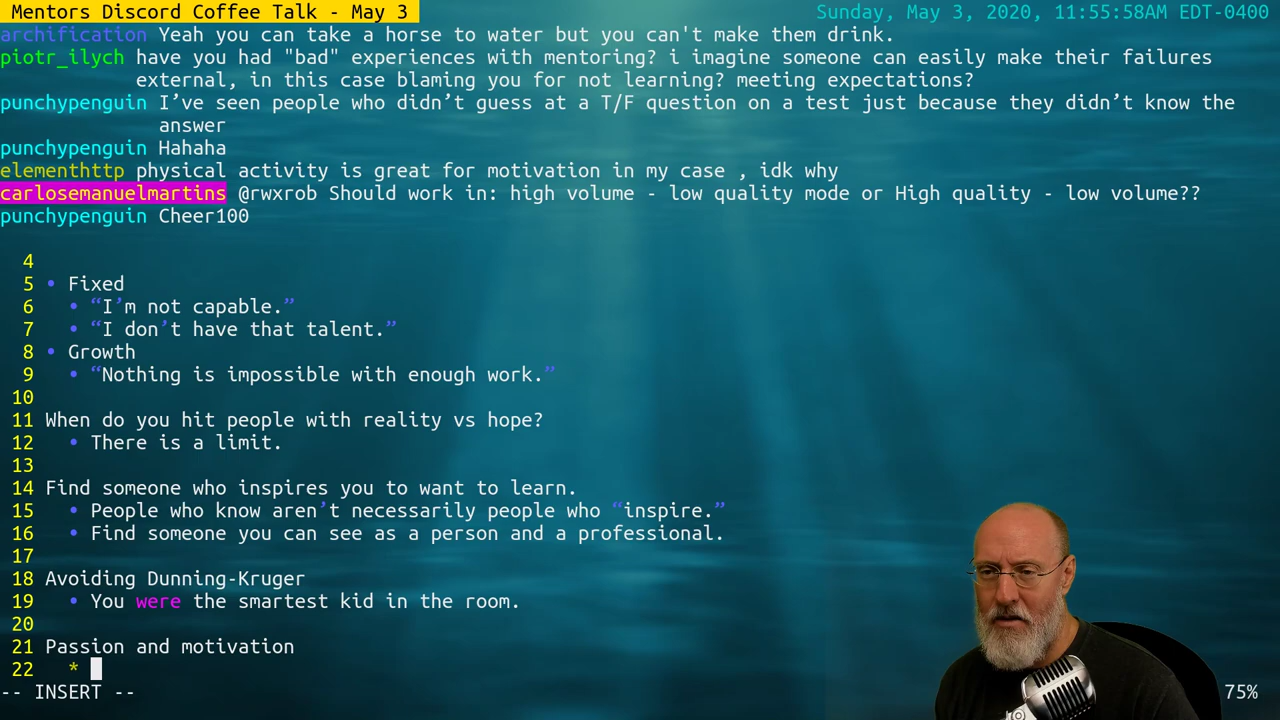 Mentors Discord Coffee Talk - May 3
Sunday, May 3, 2020, 11:55:58AM EDT-0400
archification Yeah you can take a horse to water but you can't make them drink.
piotr_ilych have you had "bad" experiences with mentoring? i imagine someone can easily make their failures
external, in this case blaming you for not learning? meeting expectations?
punchypenguin I’ve seen people who didn’t guess at a T/F question on a test just because they didn’t know the
answer
punchypenguin Hahaha
elementhttp physical activity is great for motivation in my case , idk why
carlosemanuelmartins @rwxrob Should work in: high volume - low quality mode or High quality - low volume??
punchypenguin Cheer100
4
5 • Fixed
6 • “I’m not capable.”
7 • “I don’t have that talent.”
8 • Growth
9 • “Nothing is impossible with enough work.”
10
11 When do you hit people with reality vs hope?
12 • There is a limit.
13
14 Find someone who inspires you to want to learn.
15 • People who know aren’t necessarily people who “inspire.”
16 • Find someone you can see as a person and a professional.
17
18 Avoiding Dunning-Kruger
19 • You were the smartest kid in the room.
20
21 Passion and motivation
22 *
-- INSERT --
75%